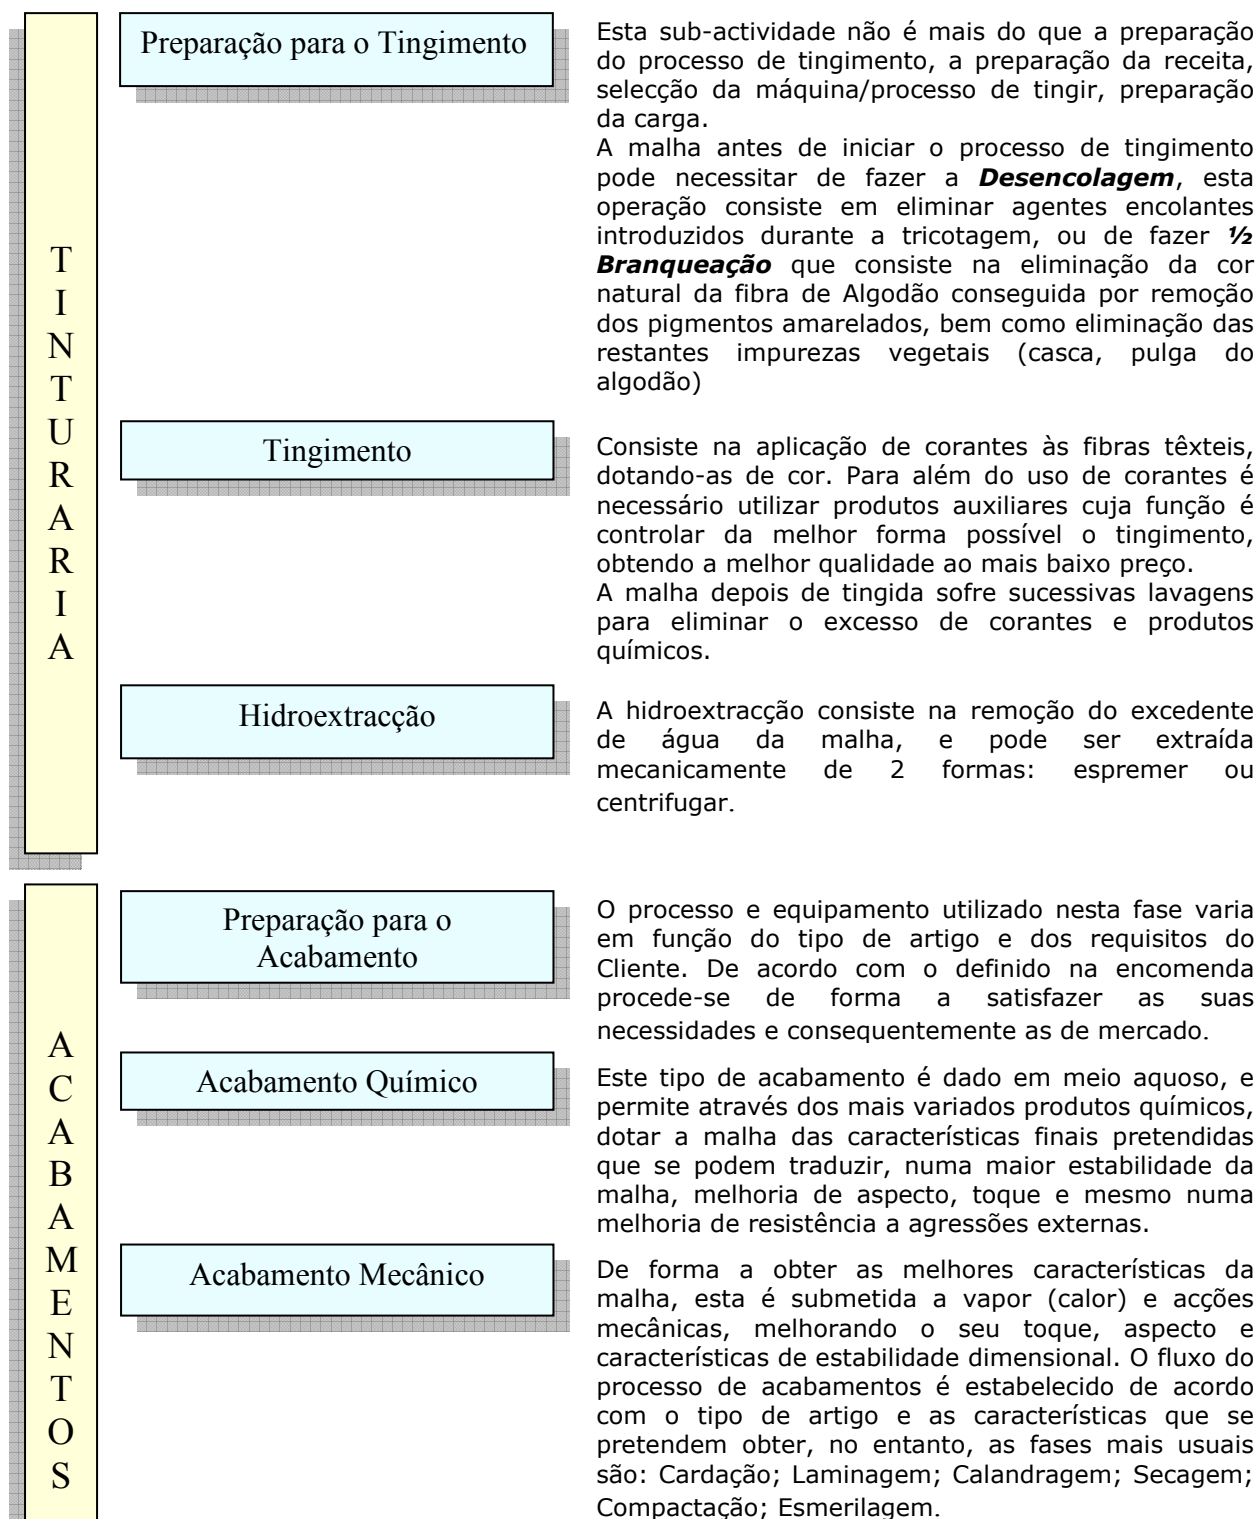 TINTURARIA
Preparação para o Tingimento
Esta sub-actividade não é mais do que a preparação
do processo de tingimento, a preparação da receita,
selecção da máquina/processo de tingir, preparação
da carga.
A malha antes de iniciar o processo de tingimento
pode necessitar de fazer a Desencolagem, esta
operação consiste em eliminar agentes encolantes
introduzidos durante a tricotagem, ou de fazer ½
Branqueação que consiste na eliminação da cor
natural da fibra de Algodão conseguida por remoção
dos pigmentos amarelados, bem como eliminação das
restantes impurezas vegetais (casca, pulga do
algodão)
Tingimento
Consiste na aplicação de corantes às fibras têxteis,
dotando-as de cor. Para além do uso de corantes é
necessário utilizar produtos auxiliares cuja função é
controlar da melhor forma possível o tingimento,
obtendo a melhor qualidade ao mais baixo preço.
A malha depois de tingida sofre sucessivas lavagens
para eliminar o excesso de corantes e produtos
químicos.
Hidroextracção
A hidroextracção consiste na remoção do excedente
de água da malha, e pode ser extraída
mecanicamente de 2 formas: espremer ou
centrifugar.
ACABAMENTOS
Preparação para o
Acabamento
O processo e equipamento utilizado nesta fase varia
em função do tipo de artigo e dos requisitos do
Cliente. De acordo com o definido na encomenda
procede-se de forma a satisfazer as suas
necessidades e consequentemente as de mercado.
Acabamento Químico
Este tipo de acabamento é dado em meio aquoso, e
permite através dos mais variados produtos químicos,
dotar a malha das características finais pretendidas
que se podem traduzir, numa maior estabilidade da
malha, melhoria de aspecto, toque e mesmo numa
melhoria de resistência a agressões externas.
Acabamento Mecânico
De forma a obter as melhores características da
malha, esta é submetida a vapor (calor) e acções
mecânicas, melhorando o seu toque, aspecto e
características de estabilidade dimensional. O fluxo do
processo de acabamentos é estabelecido de acordo
com o tipo de artigo e as características que se
pretendem obter, no entanto, as fases mais usuais
são: Cardação; Laminagem; Calandragem; Secagem;
Compactação; Esmerilagem.